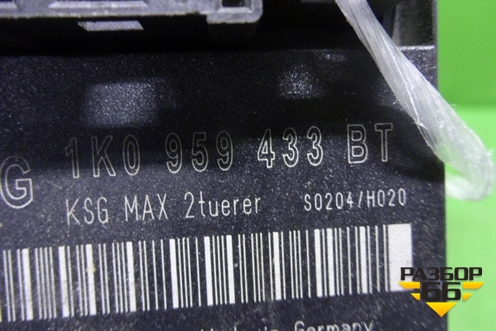 G 1K0 959 433 BT
KSG MAX 2tuerer S0204/H020
Germany
РАЗБОР
66